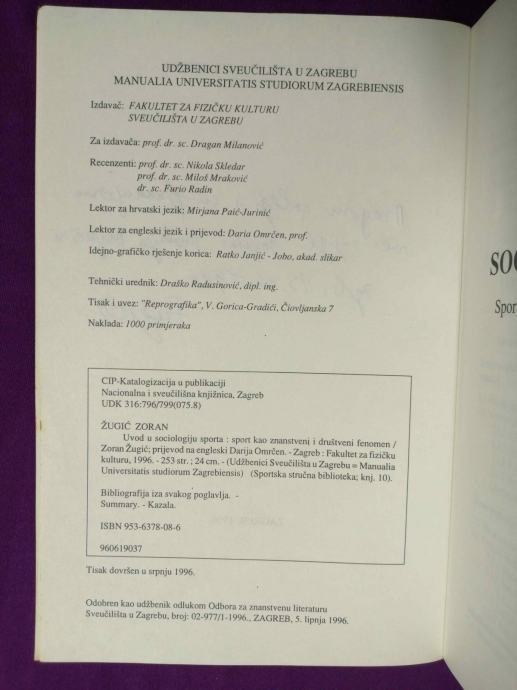 UDŽBENICI SVEUČILIŠTA U ZAGREBU
MANUALIA UNIVERSITATIS STUDIORUM ZAGREBIENSIS
Izdavač: FAKULTET ZA FIZIČKU KULTURU
SVEUČILIŠTA U ZAGREBU
Za izdavača: prof. dr. sc. Dragan Milanović
Recenzenti: prof. dr. sc. Nikola Skledar
prof. dr. sc. Miloš Mraković
dr. sc. Furio Radin
Lektor za hrvatski jezik: Mirjana Paić-Jurinić
Lektor za engleski jezik i prijevod: Daria Omrčen, prof.
Idejno-grafičko rješenje korica: Ratko Janjić - Jobo, akad. slikar
Tehnički urednik: Draško Radusinović, dipl. ing.
Tisak i uvez: "Reprografika", V. Gorica-Gradići, Čiovljanska 7
Naklada: 1000 primjeraka
CIP-Katalogizacija u publikaciji
Nacionalna i sveučilišna knjižnica, Zagreb
UDK 316:796/799(075.8)
ŽUGIĆ ZORAN
Uvod u sociologiju sporta : sport kao znanstveni i društveni fenomen /
Zoran Žugić; prijevod na engleski Darija Omrčen. - Zagreb : Fakultet za fizičku
kulturu, 1996. - 253 str. ; 24 cm. - (Udžbenici Sveučilišta u Zagrebu = Manualia
Universitatis studiorum Zagrebiensis) (Sportska stručna biblioteka; knj. 10).
Bibliografija iza svakog poglavlja. -
Summary. - Kazala.
ISBN 953-6378-08-6
960619037
Tisak dovršen u srpnju 1996.
Odobren kao udžbenik odlukom Odbora za znanstvenu literaturu
Sveučilišta u Zagrebu, broj: 02-977/1-1996., ZAGREB, 5. lipnja 1996.
SOC
Sport